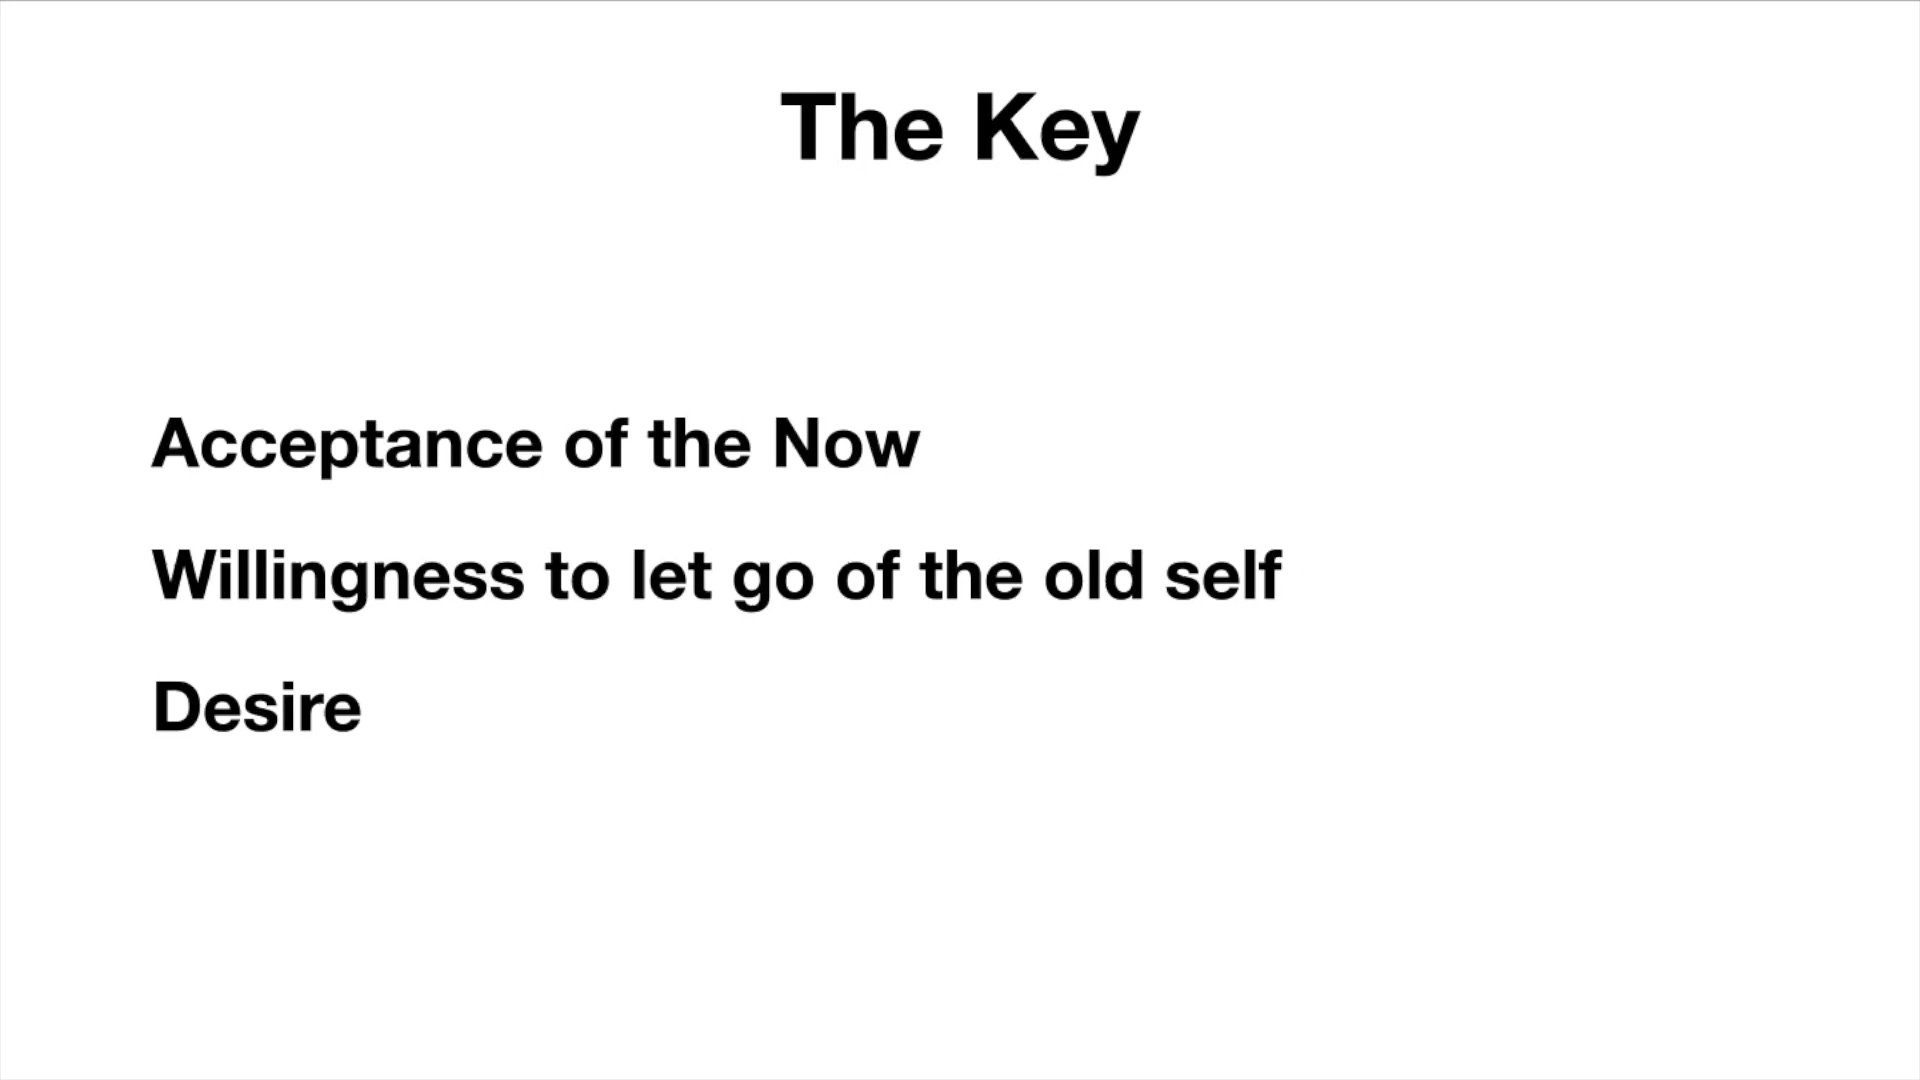 The Key
Acceptance of the Now
Willingness to let go of the old self
Desire